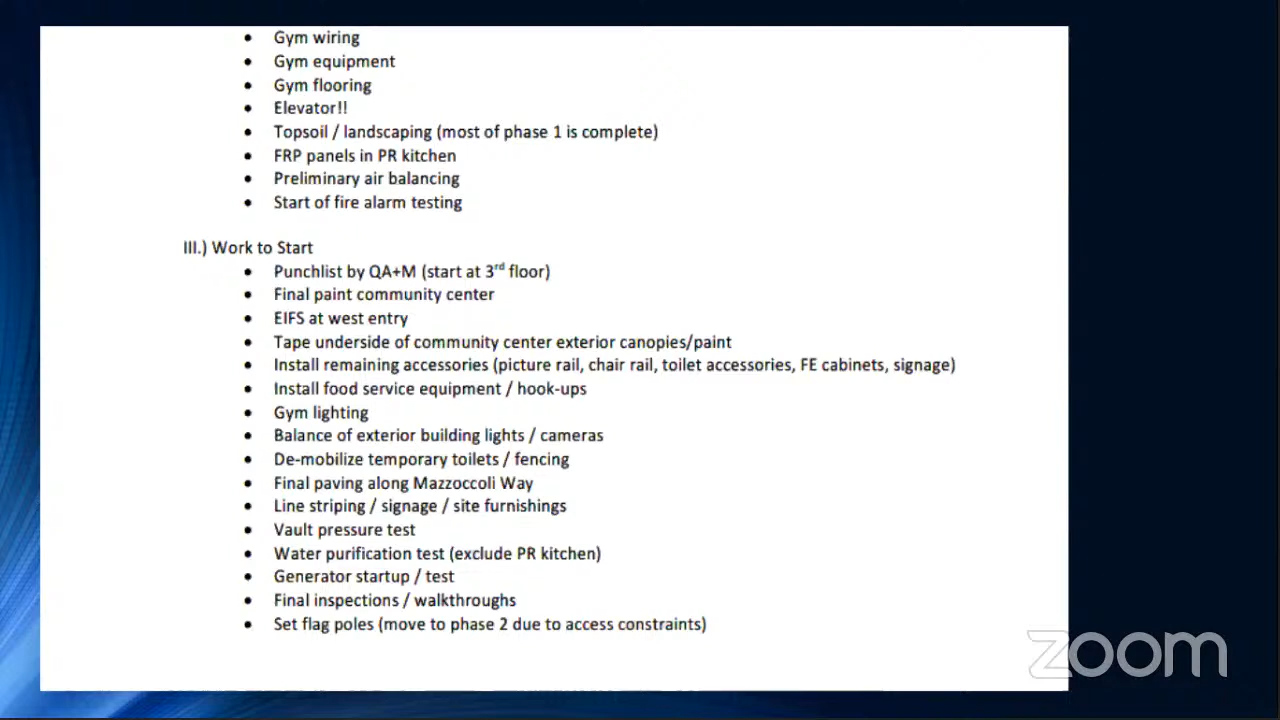 • Gym wiring
• Gym equipment
• Gym flooring
• Elevator!!
• Topsoil / landscaping (most of phase 1 is complete)
• FRP panels in PR kitchen
• Preliminary air balancing
• Start of fire alarm testing
III.) Work to Start
• Punchlist by QA+M (start at 3rd floor)
• Final paint community center
• EIFS at west entry
• Tape underside of community center exterior canopies/paint
• Install remaining accessories (picture rail, chair rail, toilet accessories, FE cabinets, signage)
• Install food service equipment / hook-ups
• Gym lighting
• Balance of exterior building lights / cameras
• De-mobilize temporary toilets / fencing
• Final paving along Mazzoccoli Way
• Line striping / signage / site furnishings
• Vault pressure test
• Water purification test (exclude PR kitchen)
• Generator startup / test
• Final inspections / walkthroughs
• Set flag poles (move to phase 2 due to access constraints)
zoom